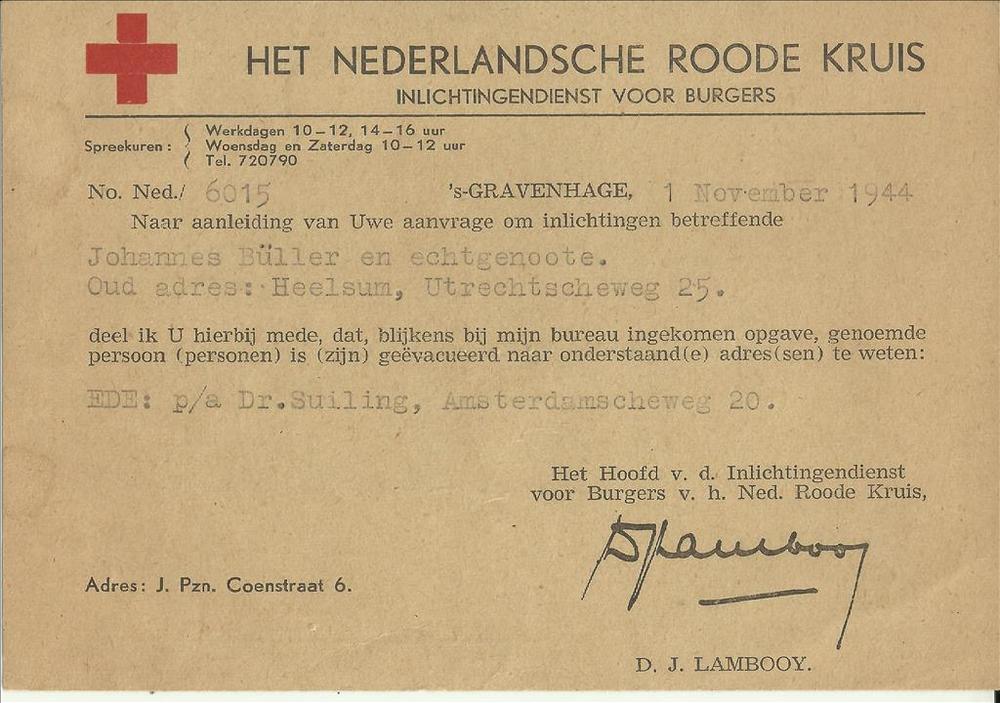 HET NEDERLANDSCHE ROODE KRUIS
INLICHTINGENDIENST VOOR BURGERS
Spreekuren: { Werkdagen 10–12, 14–16 uur
Woensdag en Zaterdag 10–12 uur
Tel. 720790
No. Ned./ 6015 's-GRAVENHAGE, 1 November 1944
Naar aanleiding van Uwe aanvrage om inlichtingen betreffende
Johannes Büller en echtgenoote.
Oud adres: Heelsum, Utrechtscheweg 25.
deel ik U hierbij mede, dat, blijkens bij mijn bureau ingekomen opgave, genoemde
persoon (personen) is (zijn) geëvacueerd naar onderstaand(e) adres(sen) te weten:
EDE: p/a Dr.Suiling, Amsterdamscheweg 20.
Het Hoofd v. d. Inlichtingendienst
voor Burgers v. h. Ned. Roode Kruis,
DJLambooy
Adres: J. Pzn. Coenstraat 6.
D. J. LAMBOOY.